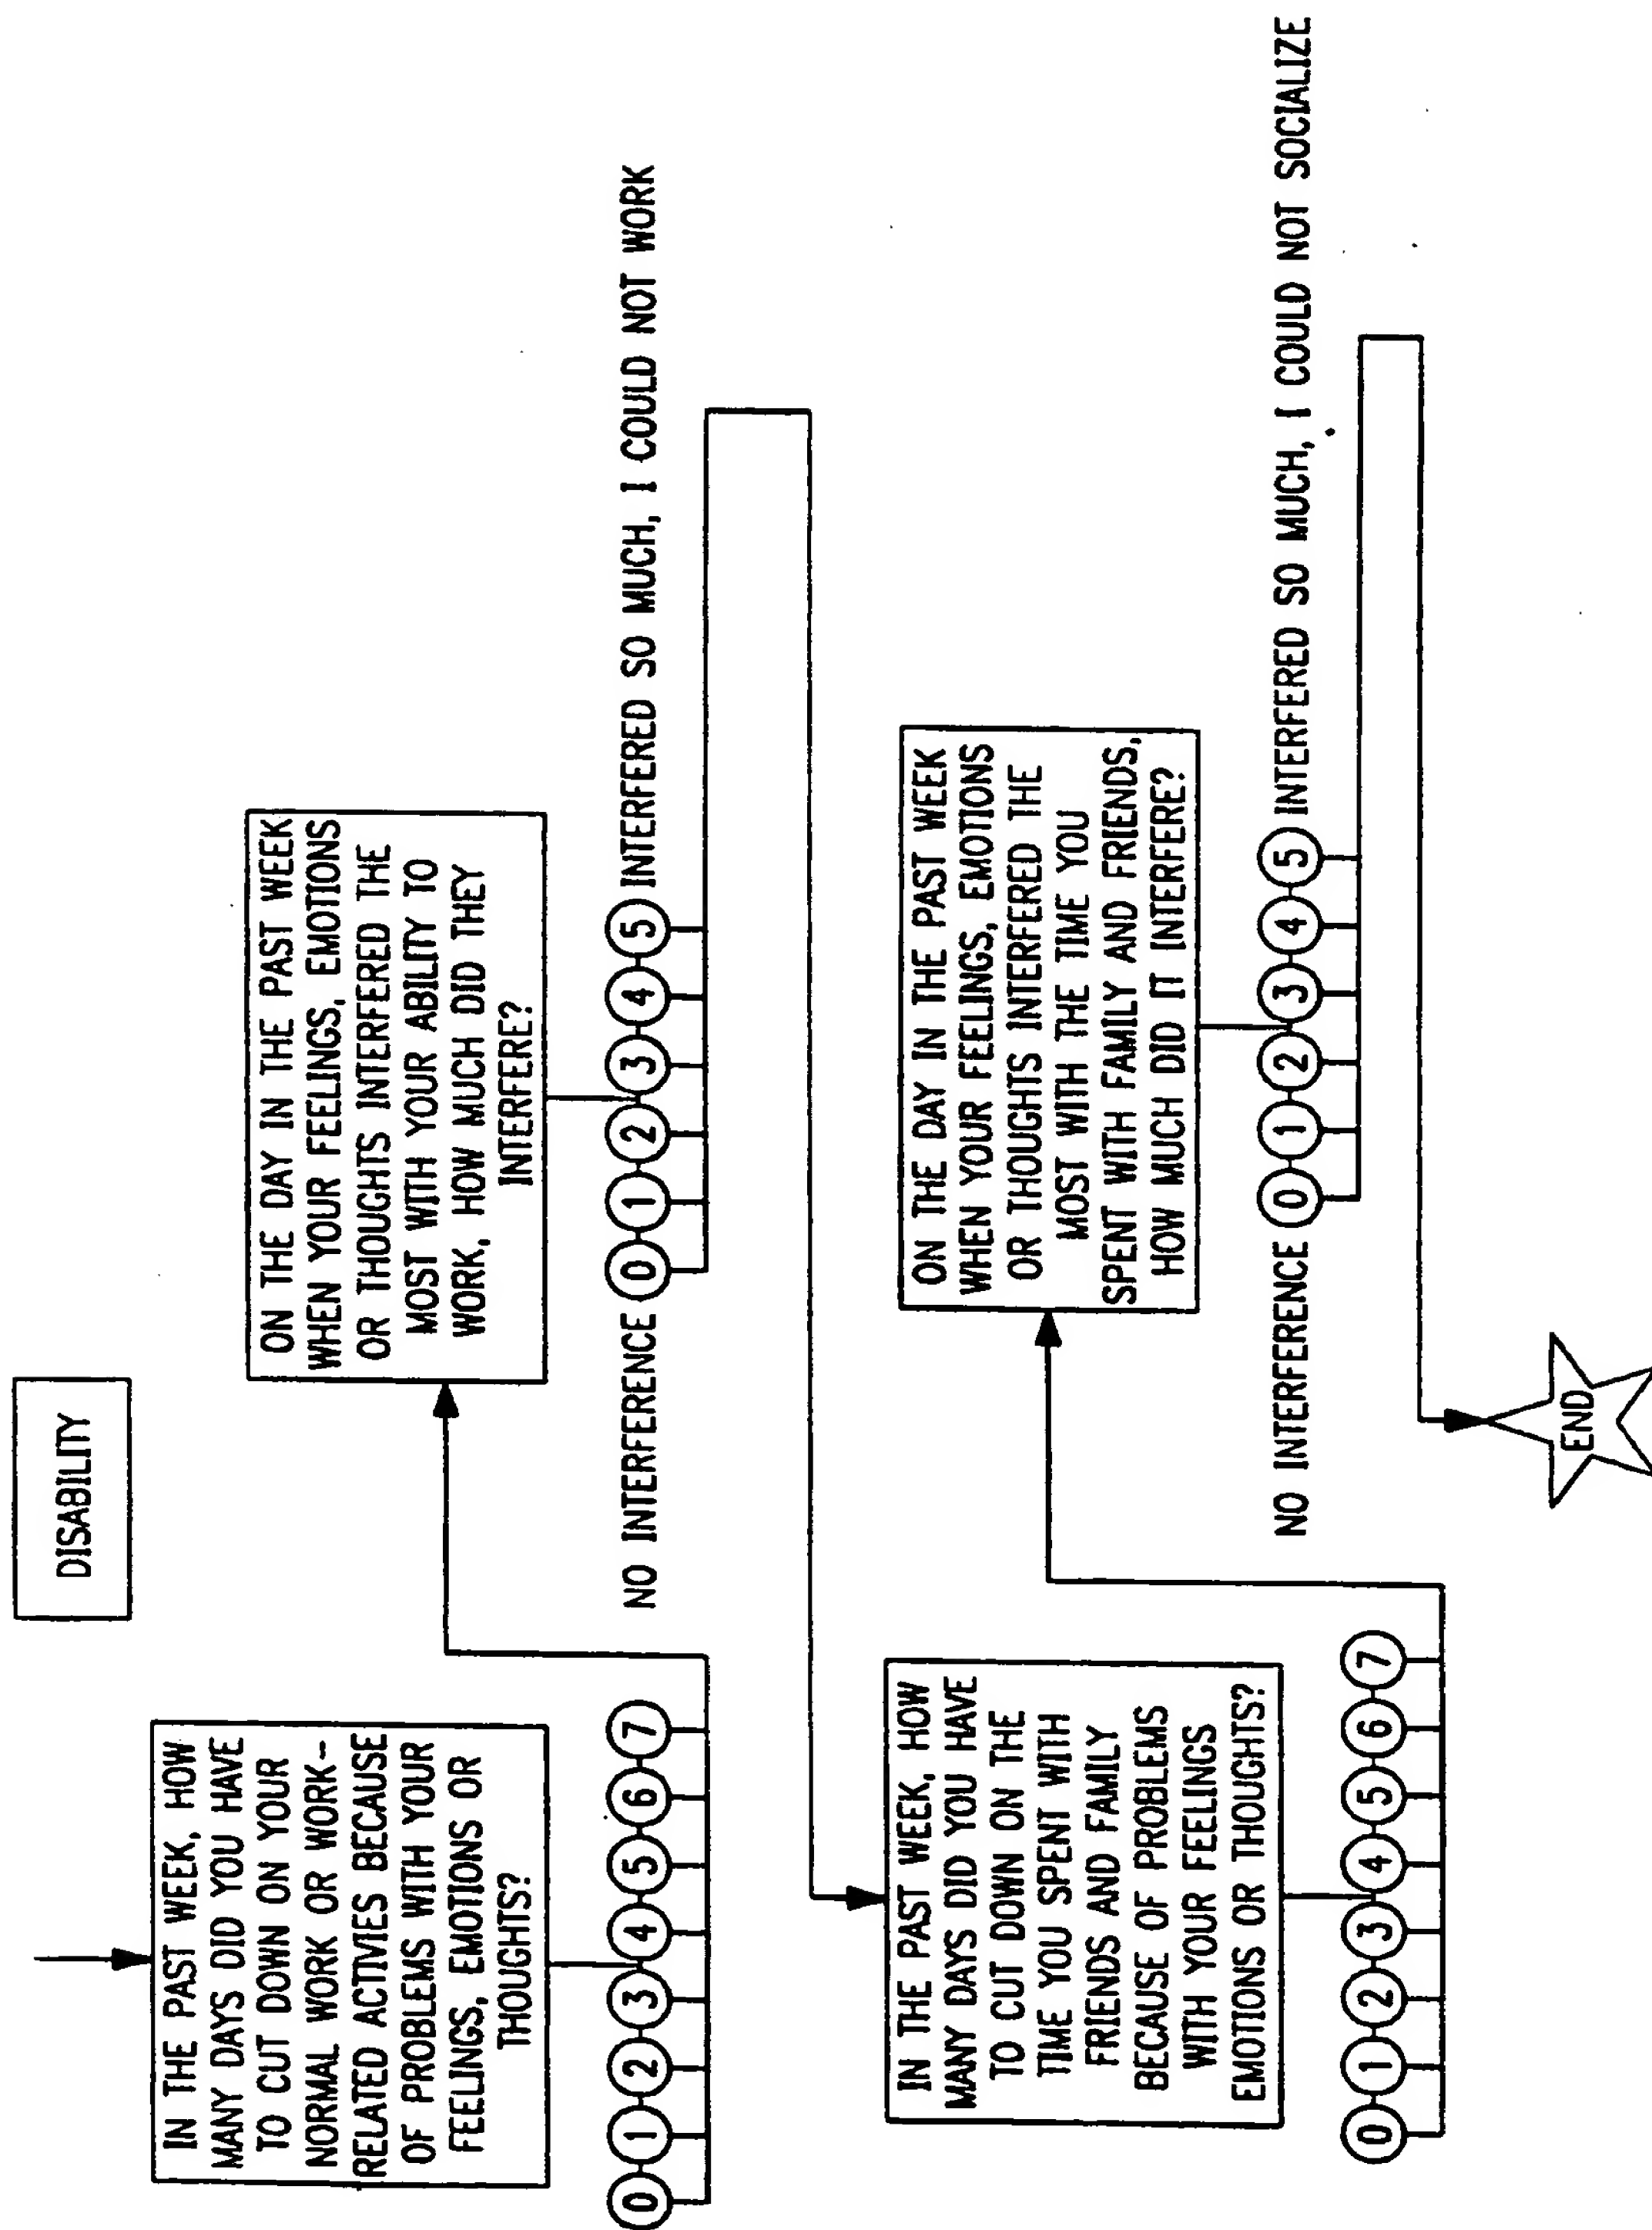 DISABILITY
IN THE PAST WEEK, HOW
MANY DAYS DID YOU HAVE
TO CUT DOWN ON YOUR
NORMAL WORK OR WORK-
RELATED ACTIVIES BECAUSE
OF PROBLEMS WITH YOUR
FEELINGS, EMOTIONS OR
THOUGHTS?
0 1 2 3 4 5 6 7
ON THE DAY IN THE PAST WEEK
WHEN YOUR FEELINGS, EMOTIONS
OR THOUGHTS INTERFERED THE
MOST WITH YOUR ABILITY TO
WORK, HOW MUCH DID THEY
INTERFERE?
NO INTERFERENCE 0 1 2 3 4 5 INTERFERED SO MUCH, I COULD NOT WORK
IN THE PAST WEEK, HOW
MANY DAYS DID YOU HAVE
TO CUT DOWN ON THE
TIME YOU SPENT WITH
FRIENDS AND FAMILY
BECAUSE OF PROBLEMS
WITH YOUR FEELINGS
EMOTIONS OR THOUGHTS?
0 1 2 3 4 5 6 7
ON THE DAY IN THE PAST WEEK
WHEN YOUR FEELINGS, EMOTIONS
OR THOUGHTS INTERFERED THE
MOST WITH THE TIME YOU
SPENT WITH FAMILY AND FRIENDS,
HOW MUCH DID IT INTERFERE?
NO INTERFERENCE 0 1 2 3 4 5 INTERFERED SO MUCH, I COULD NOT SOCIALIZE
END